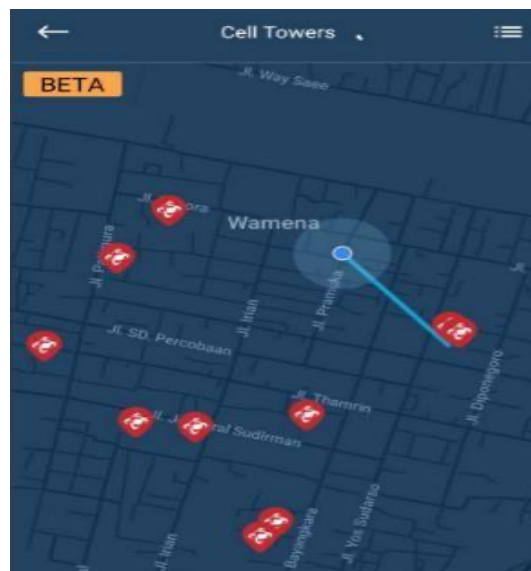 Cell Towers
BETA
Jl. Way Saee
Wamena
Jl. Pramuka
Jl. Irian
Jl. SD. Percobaan
Jl. Thamrin
Jl. Diponegoro
ral Sudirman
Jl. Yos Sudarso
Bayangkara
Jl. Irian